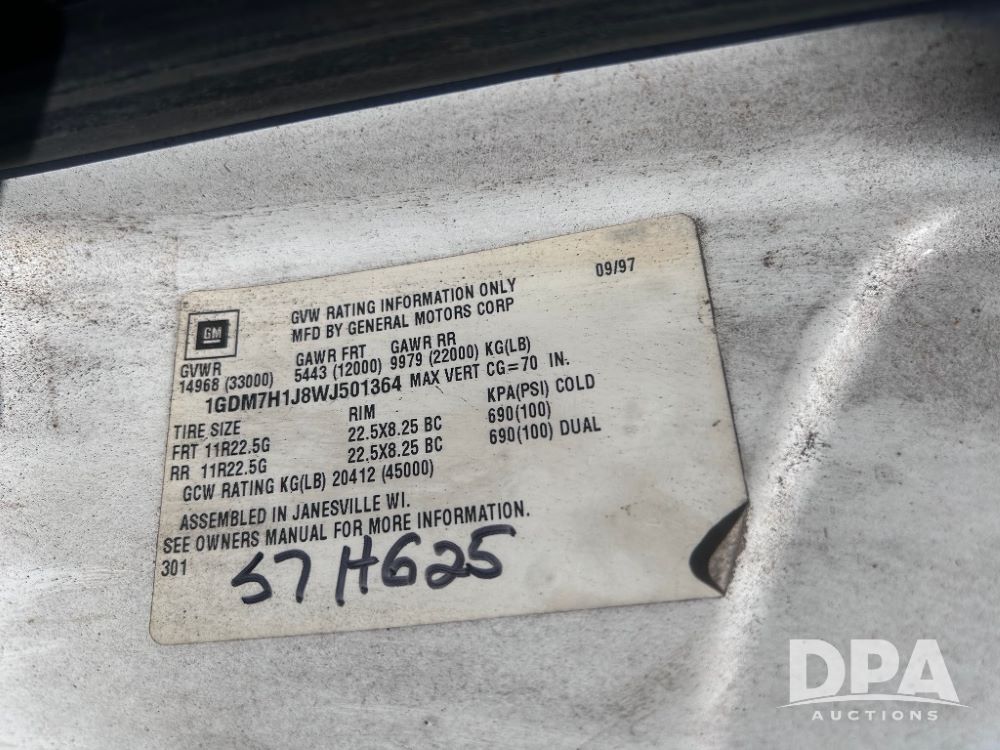 09/97
GM
GVW RATING INFORMATION ONLY
MFD BY GENERAL MOTORS CORP
GVWR GAWR FRT GAWR RR
14968 (33000) 5443 (12000) 9979 (22000) KG(LB)
1GDM7H1J8WJ501364 MAX VERT CG=70 IN.
TIRE SIZE RIM KPA(PSI) COLD
FRT 11R22.5G 22.5X8.25 BC 690(100)
RR 11R22.5G 22.5X8.25 BC 690(100) DUAL
GCW RATING KG(LB) 20412 (45000)
ASSEMBLED IN JANESVILLE WI.
SEE OWNERS MANUAL FOR MORE INFORMATION.
301
57H625
DPA
AUCTIONS